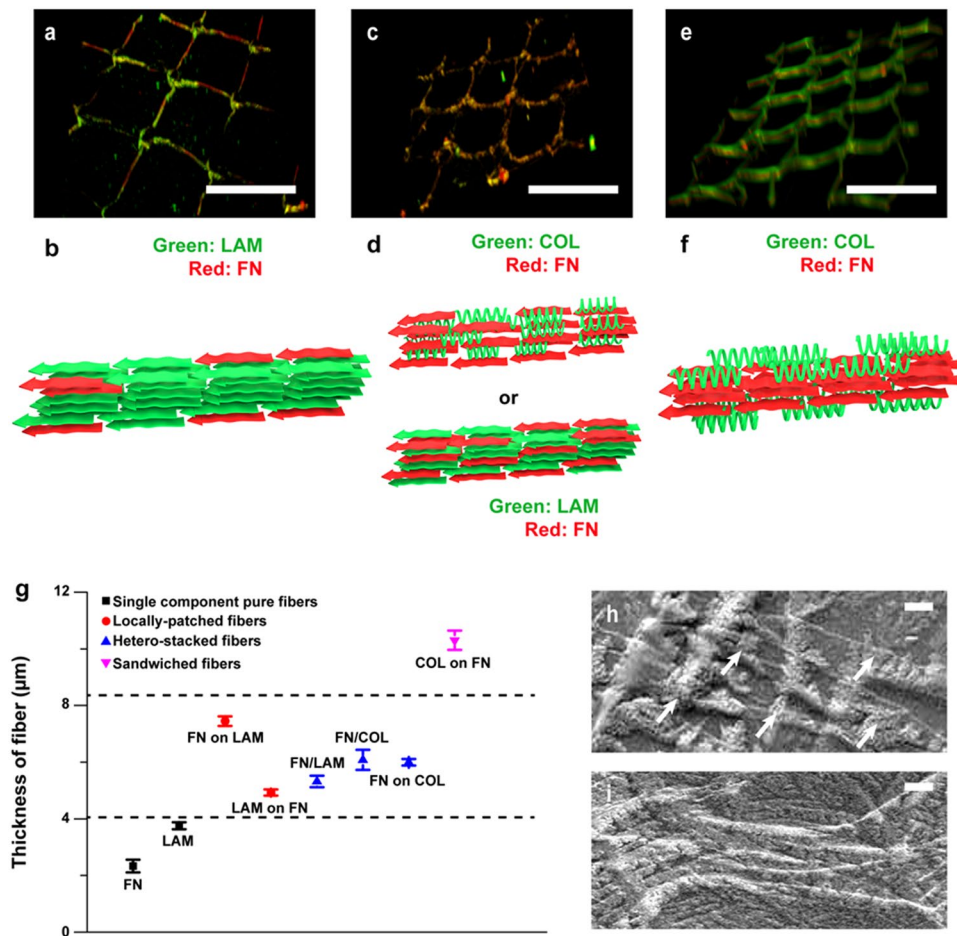 a
c
e
b
Green: LAM
Red: FN
d
Green: COL
Red: FN
f
Green: COL
Red: FN
or
Green: LAM
Red: FN
g
Thickness of fiber (μm)
12
8
4
0
Single component pure fibers
Locally-patched fibers
Hetero-stacked fibers
Sandwiched fibers
COL on FN
FN on LAM
FN/COL
FN/LAM
FN on COL
LAM on FN
LAM
FN
h
i